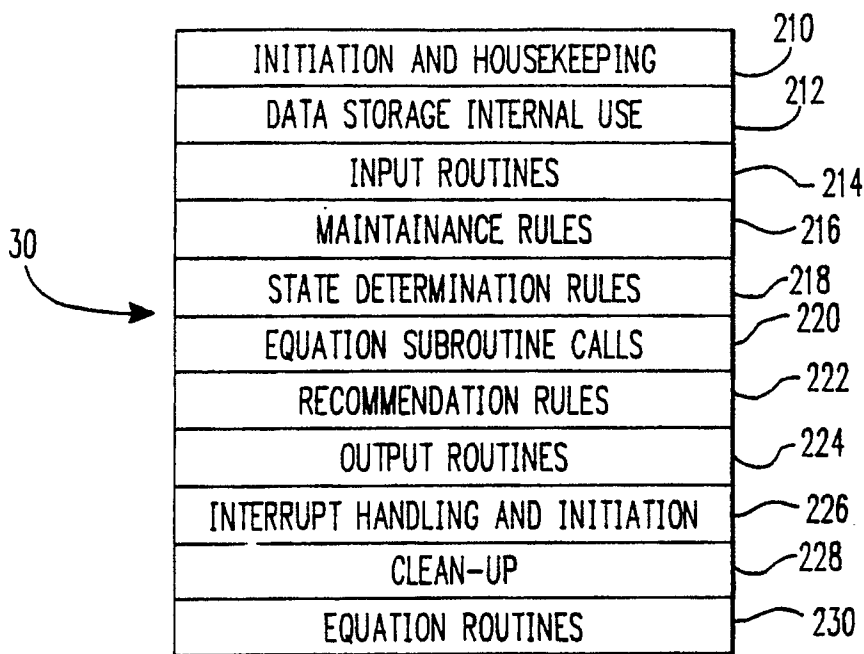 INITIATION AND HOUSEKEEPING 210
DATA STORAGE INTERNAL USE 212
INPUT ROUTINES 214
MAINTAINANCE RULES 216
30
STATE DETERMINATION RULES 218
EQUATION SUBROUTINE CALLS 220
RECOMMENDATION RULES 222
OUTPUT ROUTINES 224
INTERRUPT HANDLING AND INITIATION 226
CLEAN-UP 228
EQUATION ROUTINES 230